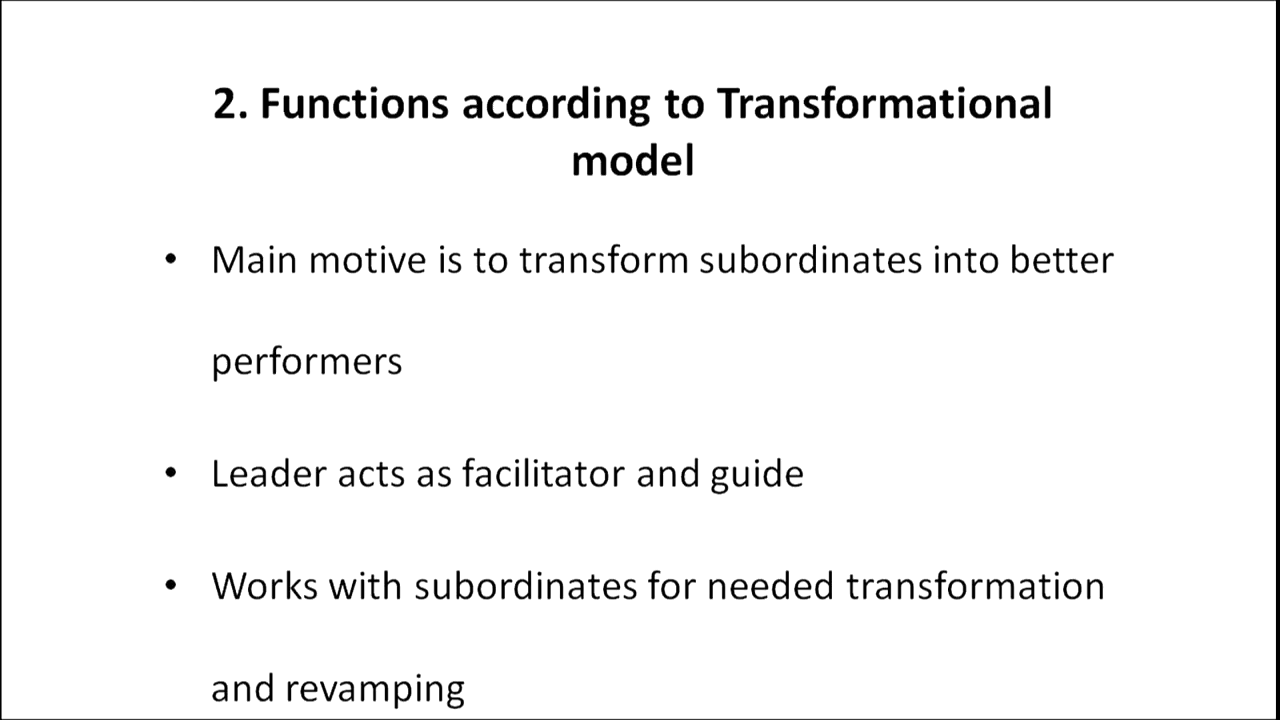 2. Functions according to Transformational
model
• Main motive is to transform subordinates into better
performers
• Leader acts as facilitator and guide
• Works with subordinates for needed transformation
and revamping